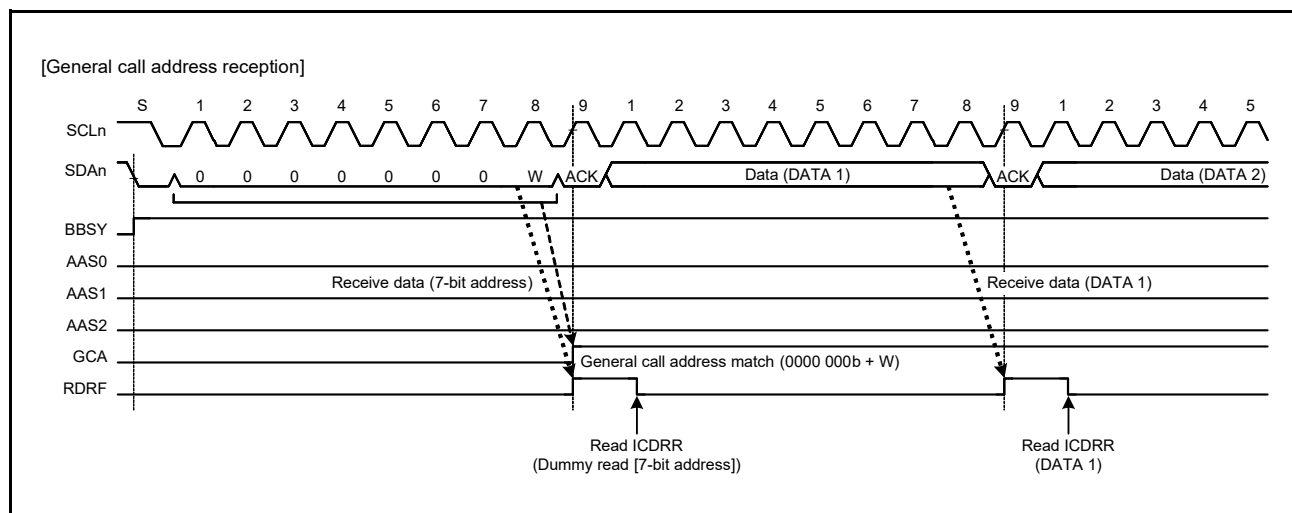 [General call address reception]
S 1 2 3 4 5 6 7 8 9 1 2 3 4 5 6 7 8 9 1 2 3 4 5
SCLn
SDAn 0 0 0 0 0 0 0 W ACK Data (DATA 1) ACK Data (DATA 2)
BBSY
AAS0
Receive data (7-bit address) Receive data (DATA 1)
AAS1
AAS2
GCA General call address match (0000 000b + W)
RDRF
Read ICDRR Read ICDRR
(Dummy read [7-bit address]) (DATA 1)